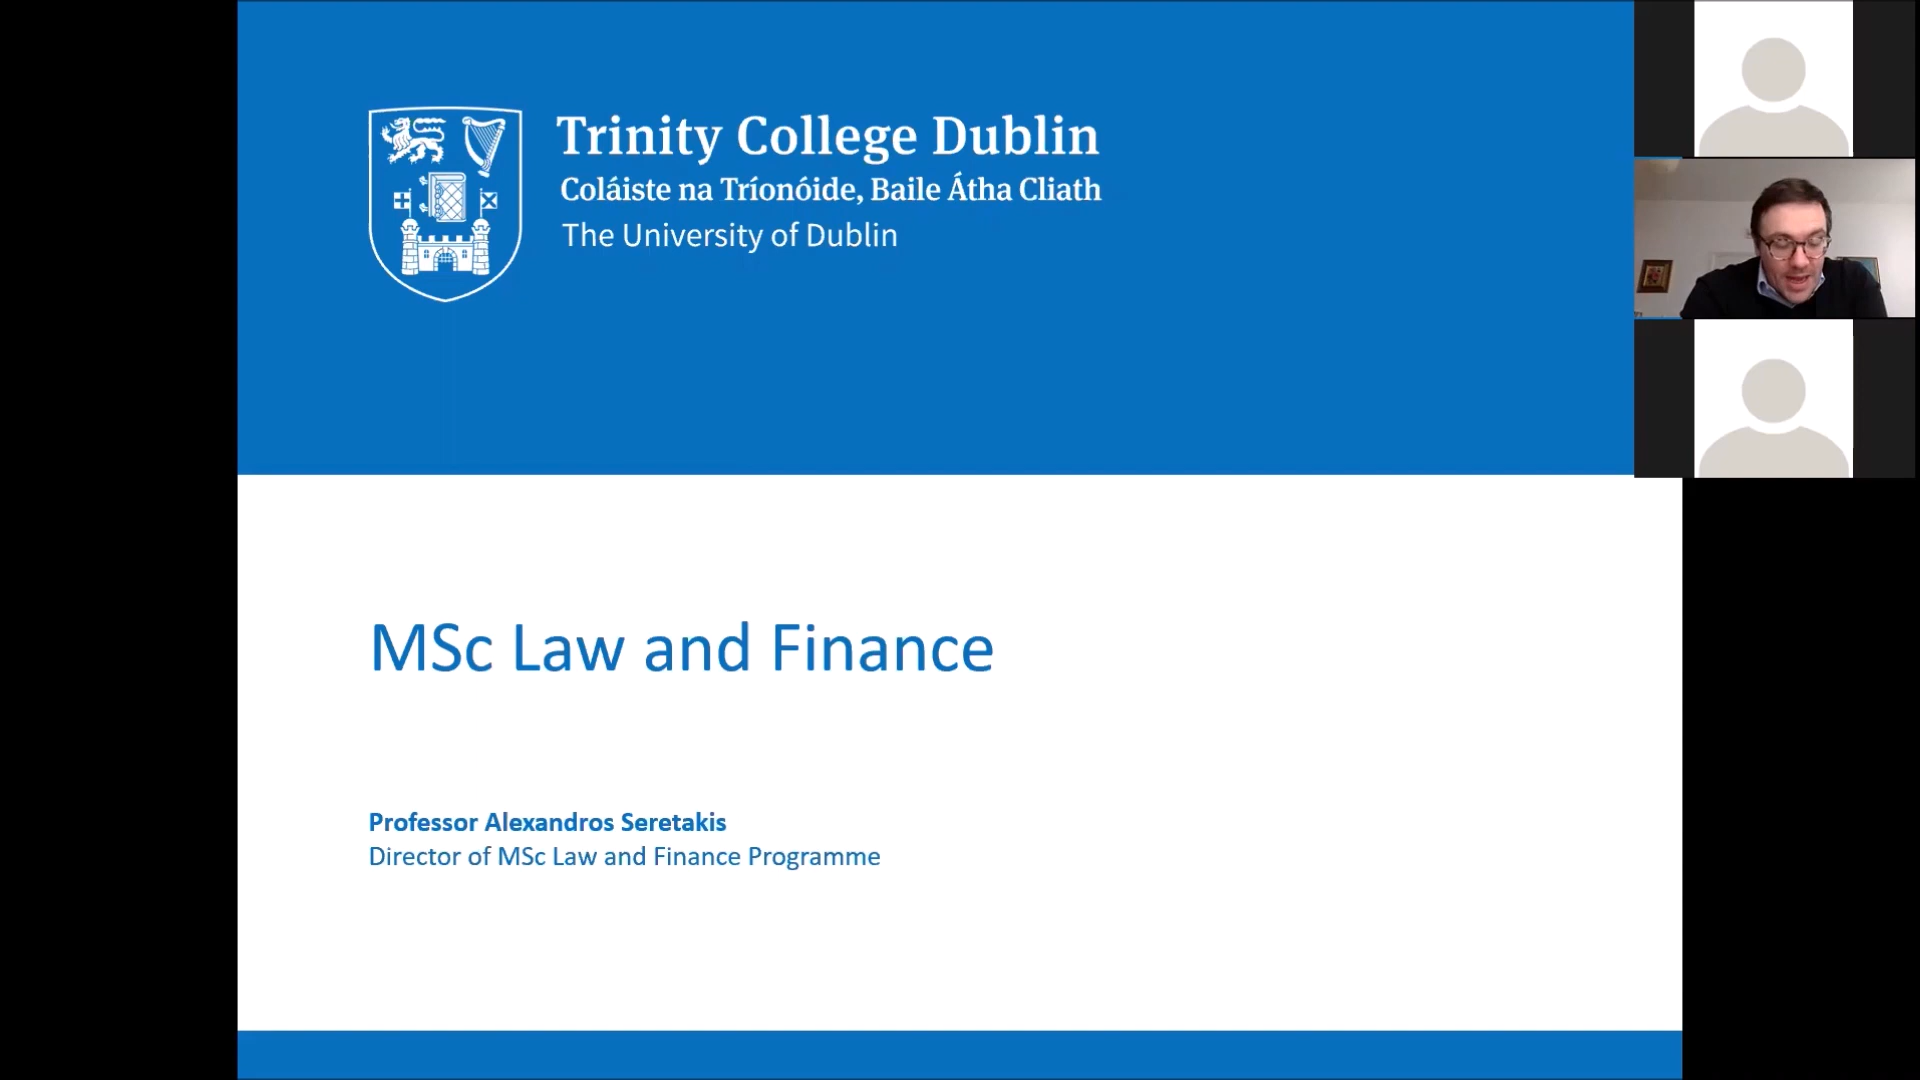 Trinity College Dublin
Coláiste na Tríonóide, Baile Átha Cliath
The University of Dublin
MSc Law and Finance
Professor Alexandros Seretakis
Director of MSc Law and Finance Programme